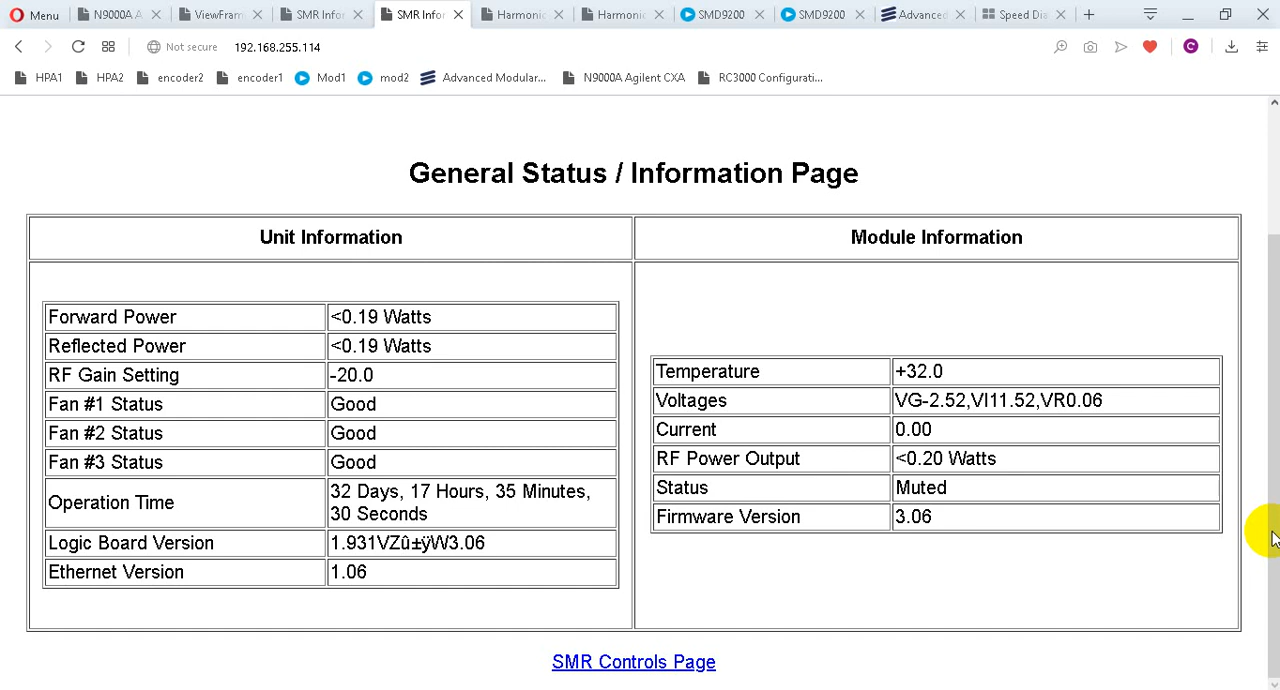 Menu
N9000A A
ViewFram
SMR Infor
SMR Infor
Harmonic
Harmonic
SMD9200
SMD9200
Advanced
Speed Dia
Not secure 192.168.255.114
HPA1 HPA2 encoder2 encoder1 Mod1 mod2 Advanced Modular... N9000A Agilent CXA RC3000 Configurati...
General Status / Information Page
Unit Information
Forward Power <0.19 Watts
Reflected Power <0.19 Watts
RF Gain Setting -20.0
Fan #1 Status Good
Fan #2 Status Good
Fan #3 Status Good
Operation Time 32 Days, 17 Hours, 35 Minutes,
30 Seconds
Logic Board Version 1.931VZû±ÿW3.06
Ethernet Version 1.06
Module Information
Temperature +32.0
Voltages VG-2.52,VI11.52,VR0.06
Current 0.00
RF Power Output <0.20 Watts
Status Muted
Firmware Version 3.06
SMR Controls Page